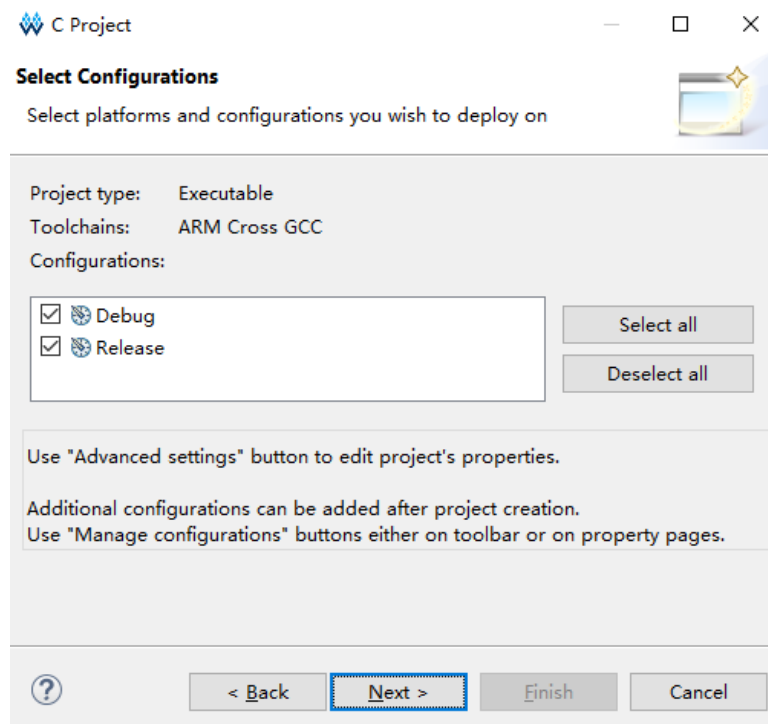 C Project
Select Configurations
Select platforms and configurations you wish to deploy on
Project type: Executable
Toolchains: ARM Cross GCC
Configurations:
Debug
Release
Select all
Deselect all
Use "Advanced settings" button to edit project's properties.
Additional configurations can be added after project creation.
Use "Manage configurations" buttons either on toolbar or on property pages.
? < Back Next > Finish Cancel